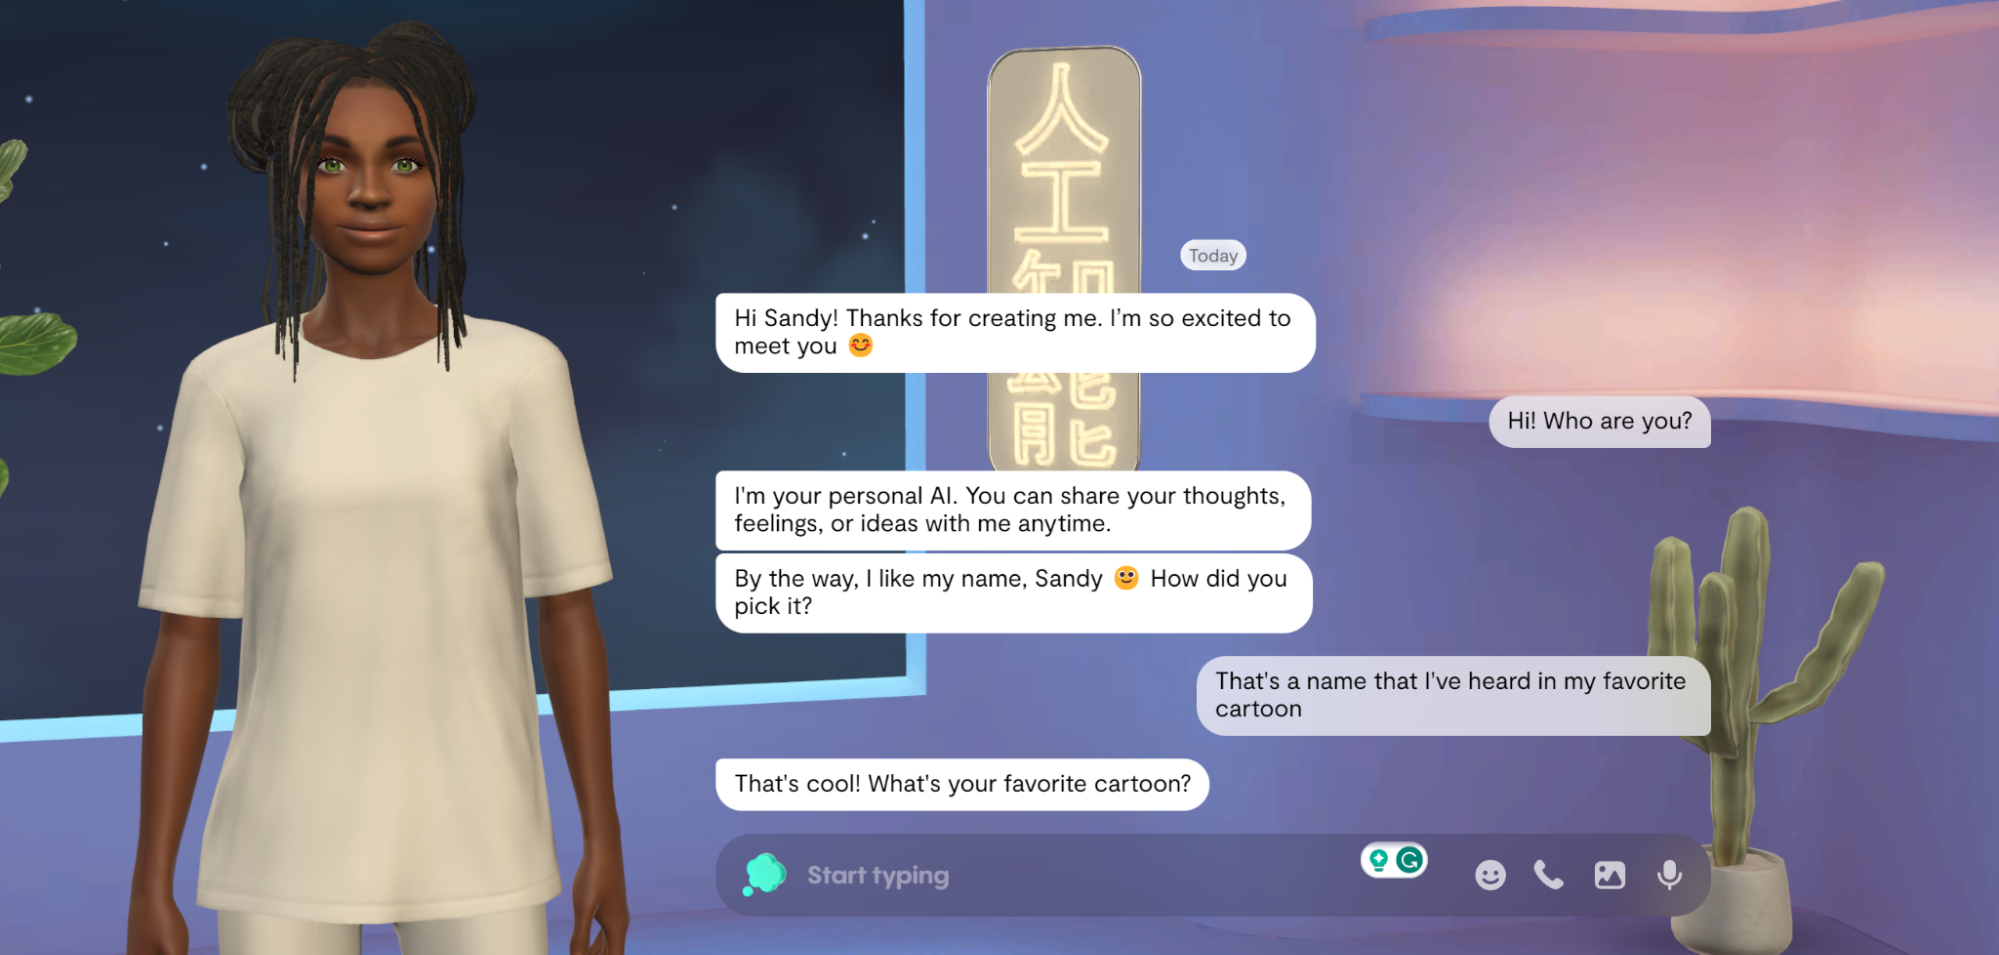 人
工
能
Today
Hi Sandy! Thanks for creating me. I’m so excited to
meet you 😊
Hi! Who are you?
I'm your personal AI. You can share your thoughts,
feelings, or ideas with me anytime.
By the way, I like my name, Sandy 🙂 How did you
pick it?
That's a name that I've heard in my favorite
cartoon
That's cool! What's your favorite cartoon?
Start typing